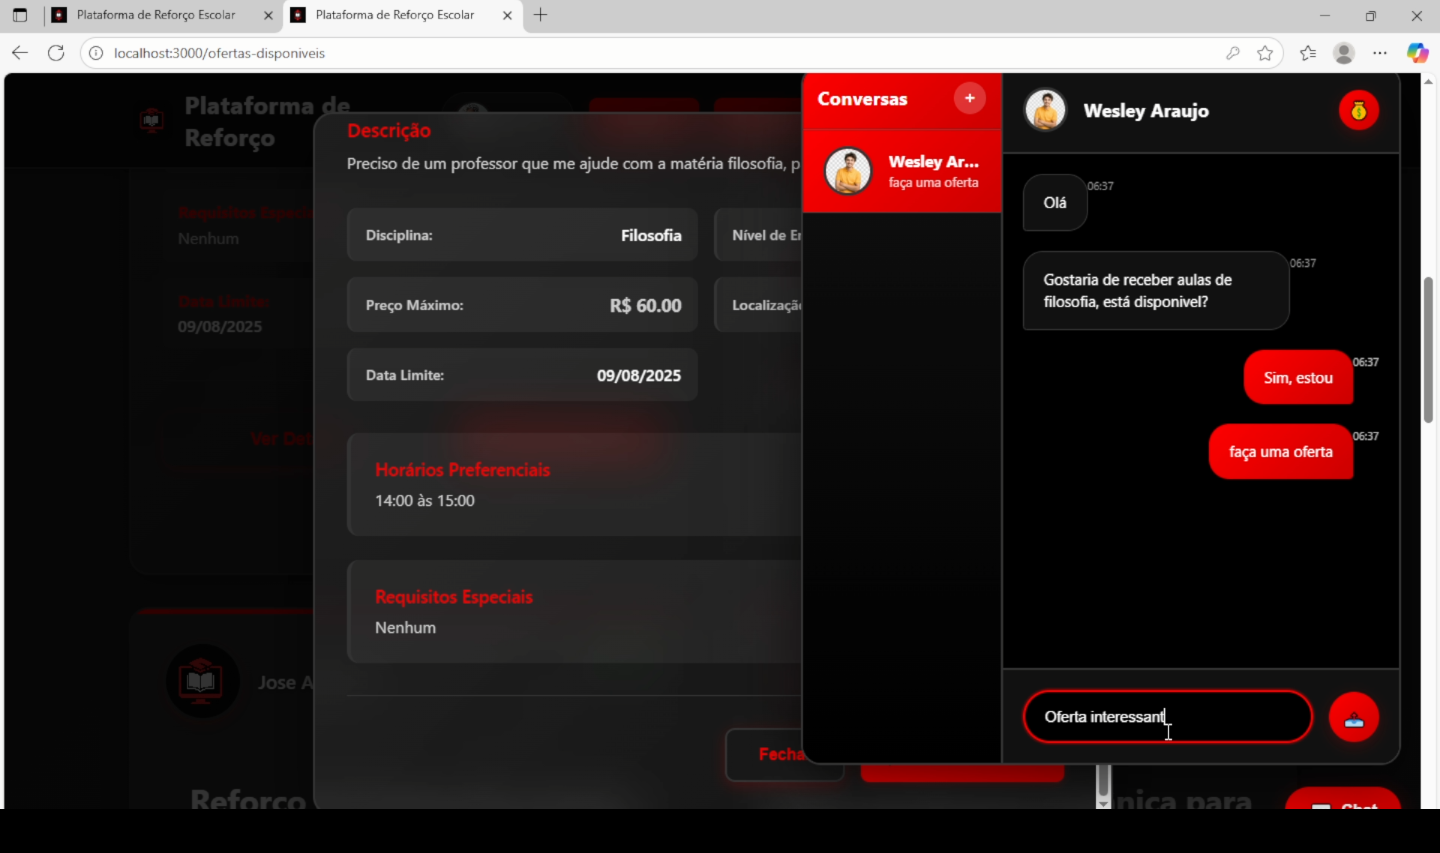 Plataforma de Reforço Escolar
Plataforma de Reforço Escolar
localhost:3000/ofertas-disponiveis
Plataforma de
Reforço
Requisitos Especiais
Nenhum
Data Limite:
09/08/2025
Ver Det
Jose A
Reforço
Descrição
Preciso de um professor que me ajude com a matéria filosofia, p
Disciplina:
Filosofia
Nível de E
Preço Máximo:
R$ 60.00
Localização
Data Limite:
09/08/2025
Horários Preferenciais
14:00 às 15:00
Requisitos Especiais
Nenhum
Fecha
Conversas
+
Wesley Ar...
faça uma oferta
Wesley Araujo
Olá
06:37
Gostaria de receber aulas de
filosofia, está disponivel?
06:37
Sim, estou
06:37
faça uma oferta
06:37
Oferta interessant
para
Chat